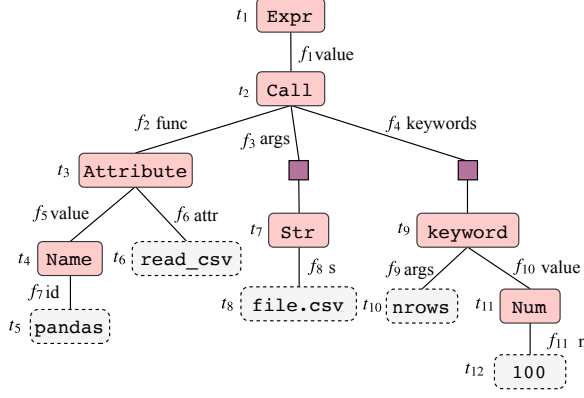 t1 Expr
f1 value
t2 Call
f2 func
f3 args
f4 keywords
t3 Attribute
f5 value
f6 attr
t7 Str
t9 keyword
t4 Name
t6 read_csv
f8 s
f9 args
f10 value
f7 id
t8 file.csv
t10 nrows
t11 Num
t5 pandas
f11 n
t12 100